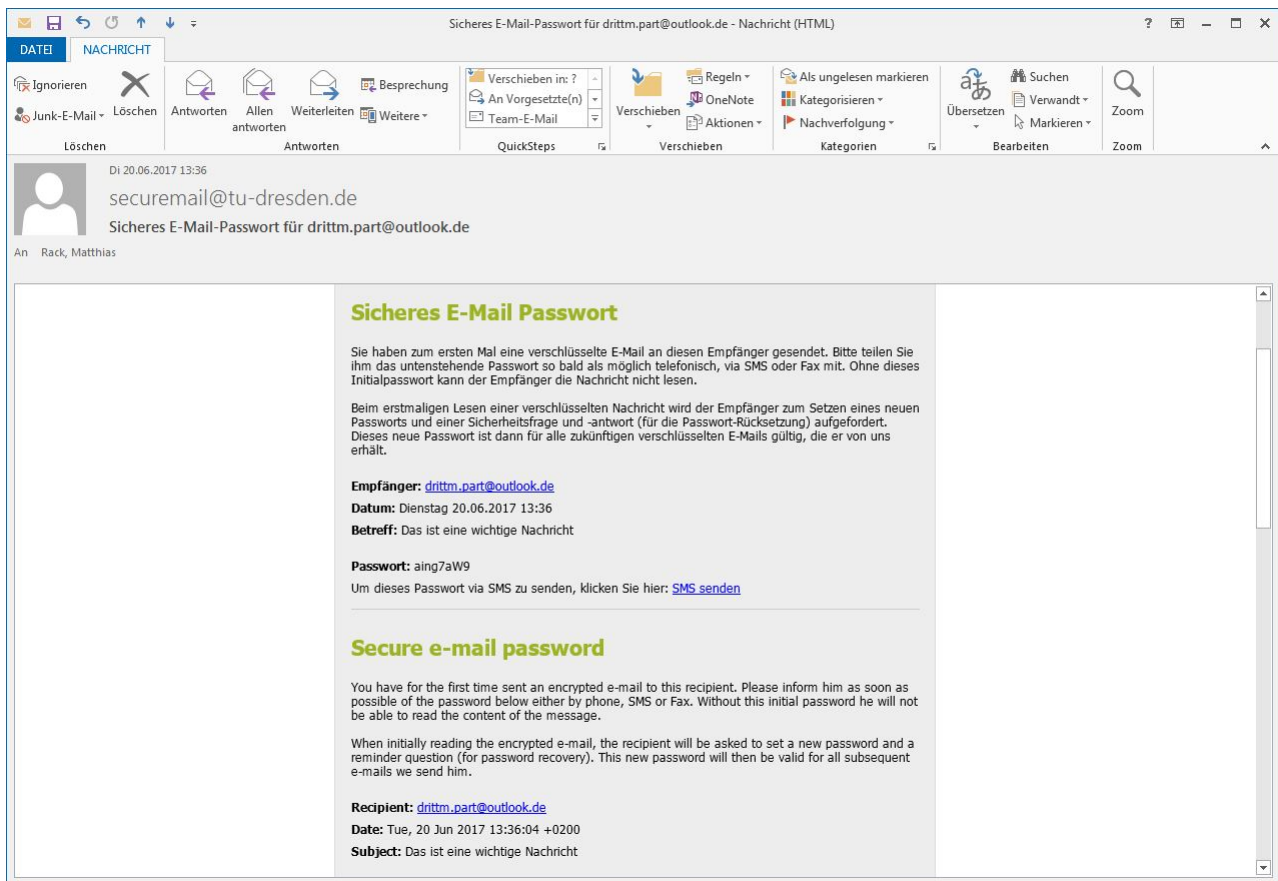 Sicheres E-Mail-Passwort für drittm.part@outlook.de - Nachricht (HTML)
DATEI NACHRICHT
Ignorieren
Junk-E-Mail
Löschen
Antworten
Allen
antworten
Weiterleiten
Besprechung
Weitere
Verschieben in: ?
An Vorgesetzte(n)
Team-E-Mail
Verschieben
Regeln
OneNote
Aktionen
Als ungelesen markieren
Kategorisieren
Nachverfolgung
Übersetzen
Suchen
Verwandt
Markieren
Zoom
Löschen Antworten QuickSteps Verschieben Kategorien Bearbeiten Zoom
Di 20.06.2017 13:36
securemail@tu-dresden.de
Sicheres E-Mail-Passwort für drittm.part@outlook.de
An Rack, Matthias
Sicheres E-Mail Passwort
Sie haben zum ersten Mal eine verschlüsselte E-Mail an diesen Empfänger gesendet. Bitte teilen Sie
ihm das untenstehende Passwort so bald als möglich telefonisch, via SMS oder Fax mit. Ohne dieses
Initialpasswort kann der Empfänger die Nachricht nicht lesen.
Beim erstmaligen Lesen einer verschlüsselten Nachricht wird der Empfänger zum Setzen eines neuen
Passworts und einer Sicherheitsfrage und -antwort (für die Passwort-Rücksetzung) aufgefordert.
Dieses neue Passwort ist dann für alle zukünftigen verschlüsselten E-Mails gültig, die er von uns
erhält.
Empfänger: drittm.part@outlook.de
Datum: Dienstag 20.06.2017 13:36
Betreff: Das ist eine wichtige Nachricht
Passwort: aing7aW9
Um dieses Passwort via SMS zu senden, klicken Sie hier: SMS senden
Secure e-mail password
You have for the first time sent an encrypted e-mail to this recipient. Please inform him as soon as
possible of the password below either by phone, SMS or Fax. Without this initial password he will not
be able to read the content of the message.
When initially reading the encrypted e-mail, the recipient will be asked to set a new password and a
reminder question (for password recovery). This new password will then be valid for all subsequent
e-mails we send him.
Recipient: drittm.part@outlook.de
Date: Tue, 20 Jun 2017 13:36:04 +0200
Subject: Das ist eine wichtige Nachricht